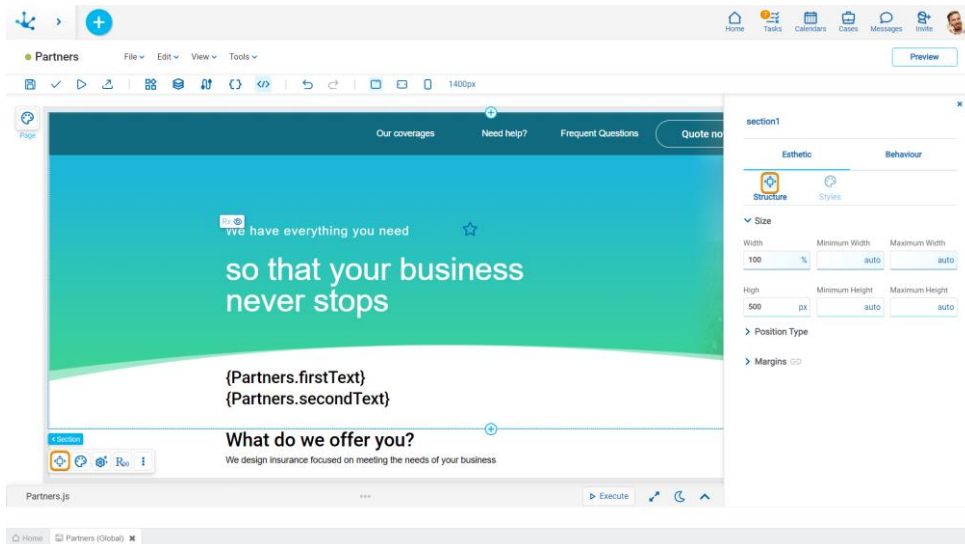 Home Tasks Calendars Cases Messages Invite
Partners File Edit View Tools Preview
1400px
Page
Our coverages Need help? Frequent Questions Quote no
Rx
We have everything you need
so that your business
never stops
{Partners.firstText}
{Partners.secondText}
Section
What do we offer you?
We design insurance focused on meeting the needs of your business
section1
Esthetic Behaviour
Structure Styles
Size
Width Minimum Width Maximum Width
100 % auto auto
High Minimum Height Maximum Height
500 px auto auto
Position Type
Margins
Partners.js Execute
Home Partners (Global)